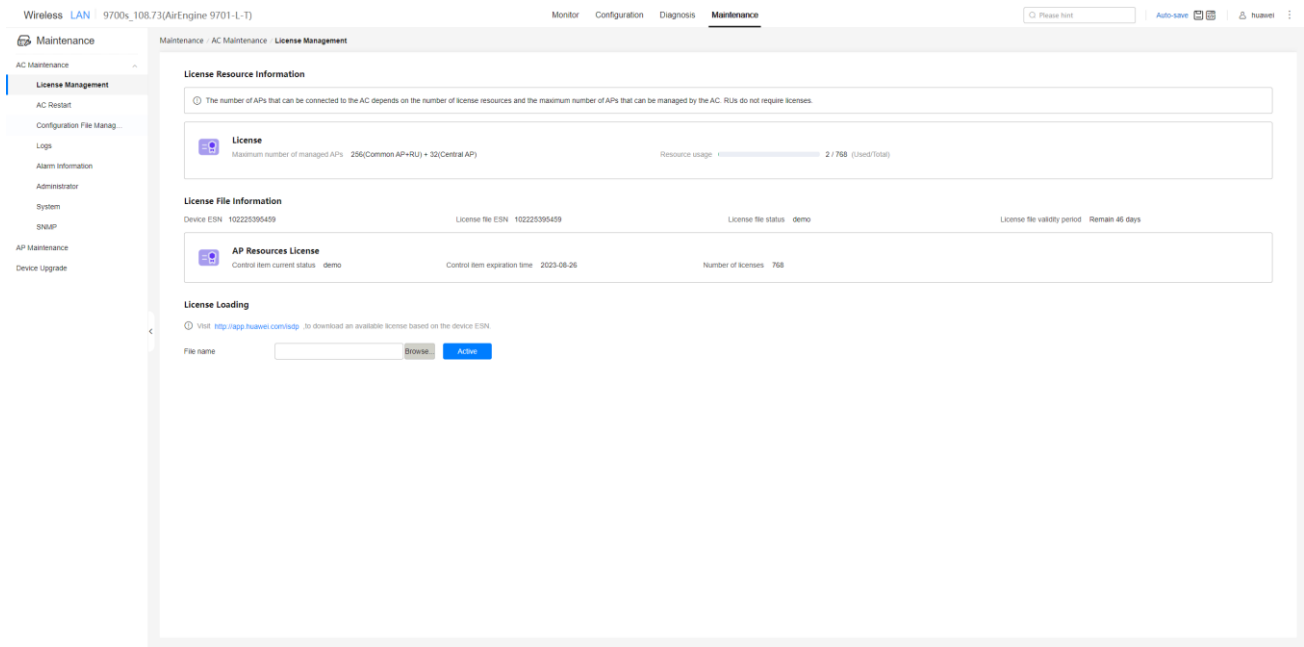 Wireless LAN 9700s_108.73(AirEngine 9701-L-T) Monitor Configuration Diagnosis Maintenance Please hint Auto-save huawei
Maintenance
AC Maintenance
License Management
AC Restart
Configuration File Manag...
Logs
Alarm Information
Administrator
System
SNMP
AP Maintenance
Device Upgrade
Maintenance / AC Maintenance / License Management
License Resource Information
The number of APs that can be connected to the AC depends on the number of license resources and the maximum number of APs that can be managed by the AC. RUs do not require licenses.
License
Maximum number of managed APs 256(Common AP+RU) + 32(Central AP) Resource usage 2 / 768 (Used/Total)
License File Information
Device ESN 102225395459 License file ESN 102225395459 License file status demo License file validity period Remain 46 days
AP Resources License
Control item current status demo Control item expiration time 2023-08-26 Number of licenses 768
License Loading
Visit http://app.huawei.com/isdp ,to download an available license based on the device ESN.
File name Browse... Active